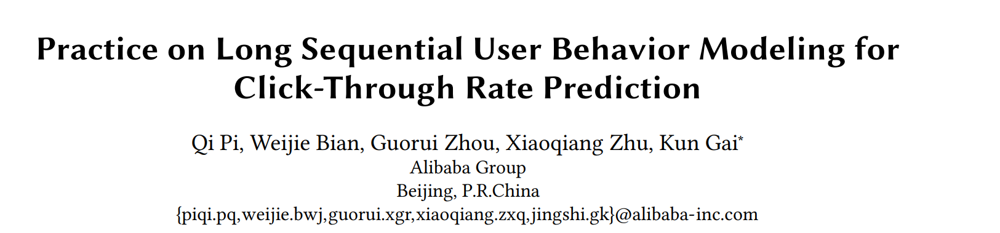 Practice on Long Sequential User Behavior Modeling for
Click-Through Rate Prediction
Qi Pi, Weijie Bian, Guorui Zhou, Xiaoqiang Zhu, Kun Gai*
Alibaba Group
Beijing, P.R.China
{piqi.pq,weijie.bwj,guorui.xgr,xiaoqiang.zxq,jingshi.gk}@alibaba-inc.com